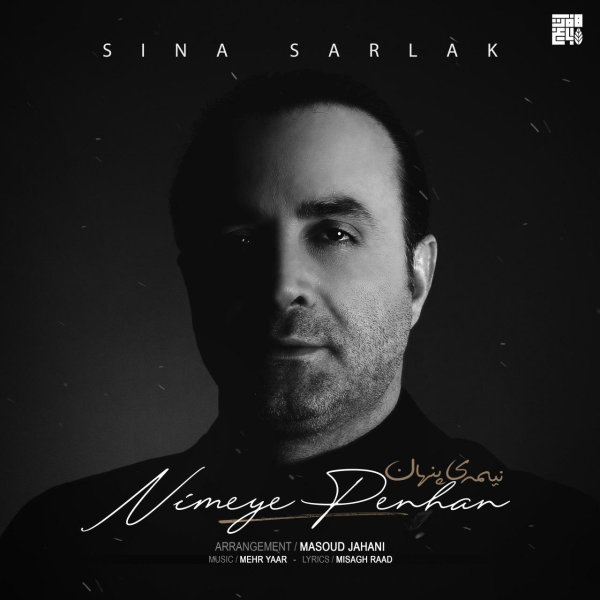 SINA SARLAK
نیمه‌ی پنهان
Nimeye Penhan
ARRANGEMENT / MASOUD JAHANI
MUSIC / MEHR YAAR - LYRICS / MISAGH RAAD